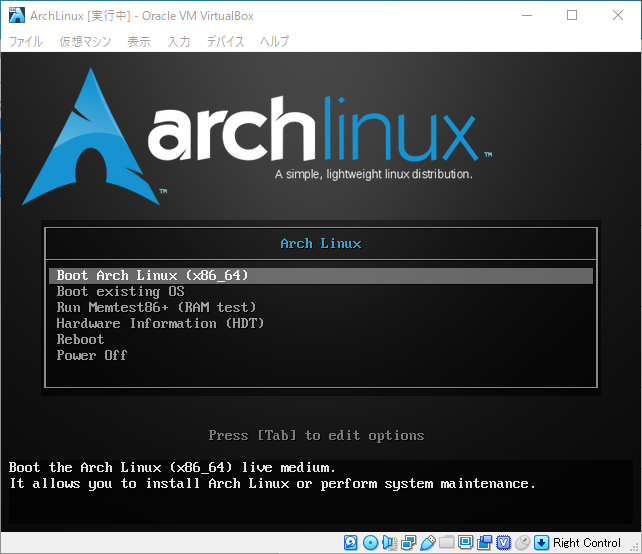 ArchLinux [実行中] - Oracle VM VirtualBox
ファイル 仮想マシン 表示 入力 デバイス ヘルプ
archlinux™
A simple, lightweight linux distribution.
™
Arch Linux
Boot Arch Linux (x86_64)
Boot existing OS
Run Memtest86+ (RAM test)
Hardware Information (HDT)
Reboot
Power Off
Press [Tab] to edit options
Boot the Arch Linux (x86_64) live medium.
It allows you to install Arch Linux or perform system maintenance.
Right Control